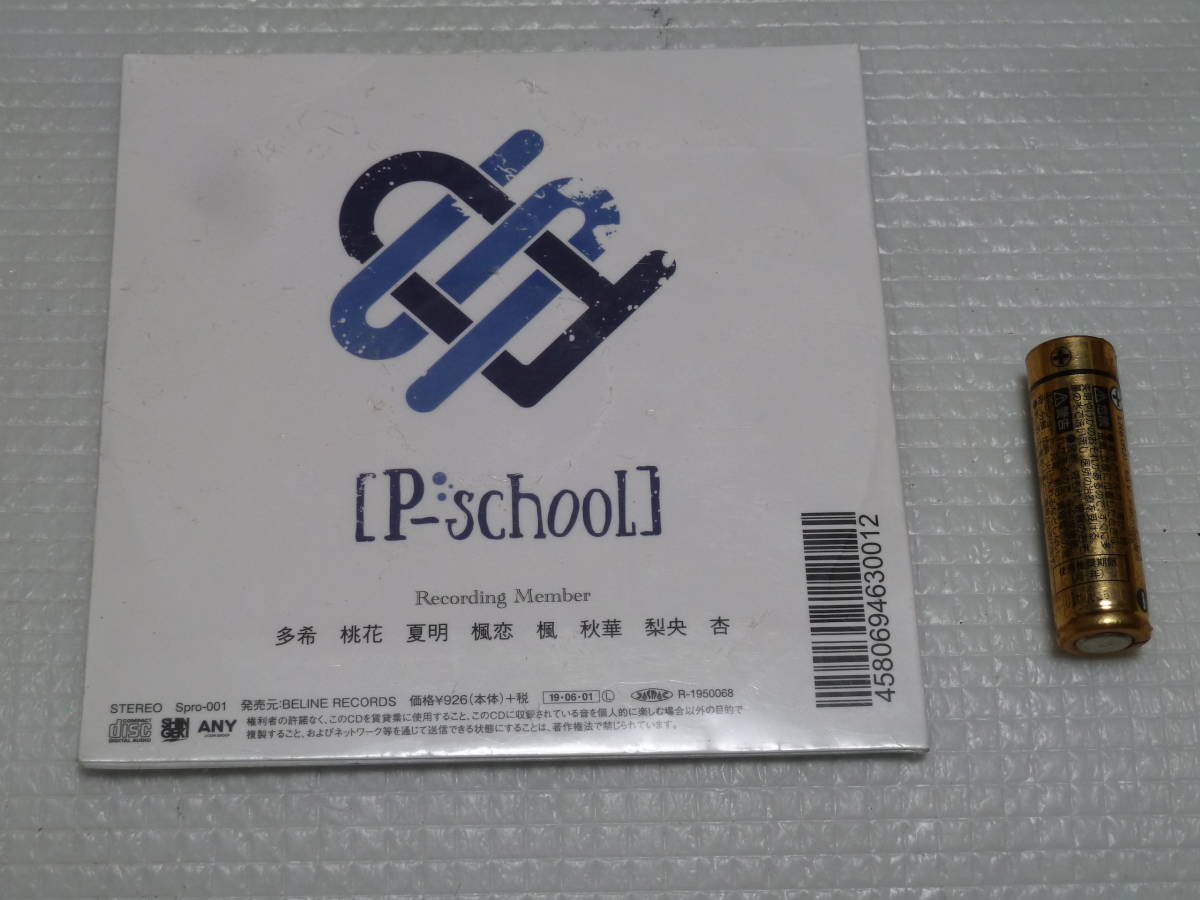 [P-school]
Recording Member
多希 桃花 夏明 楓恋 楓 秋華 梨央 杏
4580694630012
STEREO Spro-001 発売元:BELINE RECORDS 価格¥926(本体)+税 19・06・01 L R-1950068
COMPACT disc DIGITAL AUDIO SHIN GEKI ANY
権利者の許諾なく、このCDを賃貸業に使用すること、このCDに収録されている音を個人的に楽しむ場合以外の目的で
複製すること、およびネットワーク等を通じて送信できる状態にすることは、著作権法で禁じられています。